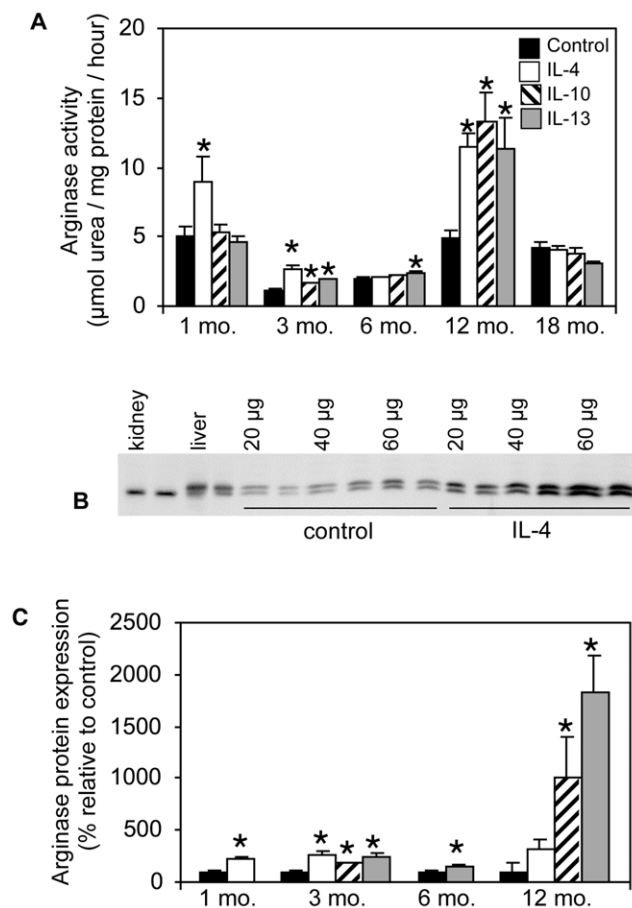 A
Arginase activity
(µmol urea / mg protein / hour)
20
15
10
5
0
Control
IL-4
IL-10
IL-13
*
*
* *
*
*
*
*
1 mo.
3 mo.
6 mo.
12 mo.
18 mo.
B
kidney
liver
20 µg
40 µg
60 µg
20 µg
40 µg
60 µg
control
IL-4
C
Arginase protein expression
(% relative to control)
2500
2000
1500
1000
500
0
*
*
*
*
*
*
*
1 mo.
3 mo.
6 mo.
12 mo.